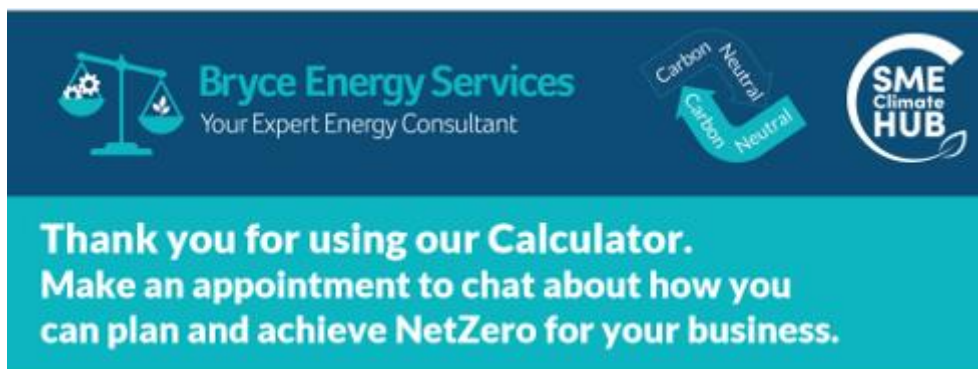 Bryce Energy Services
Your Expert Energy Consultant
Carbon Neutral
Carbon Neutral
SME
Climate
HUB
Thank you for using our Calculator.
Make an appointment to chat about how you
can plan and achieve NetZero for your business.